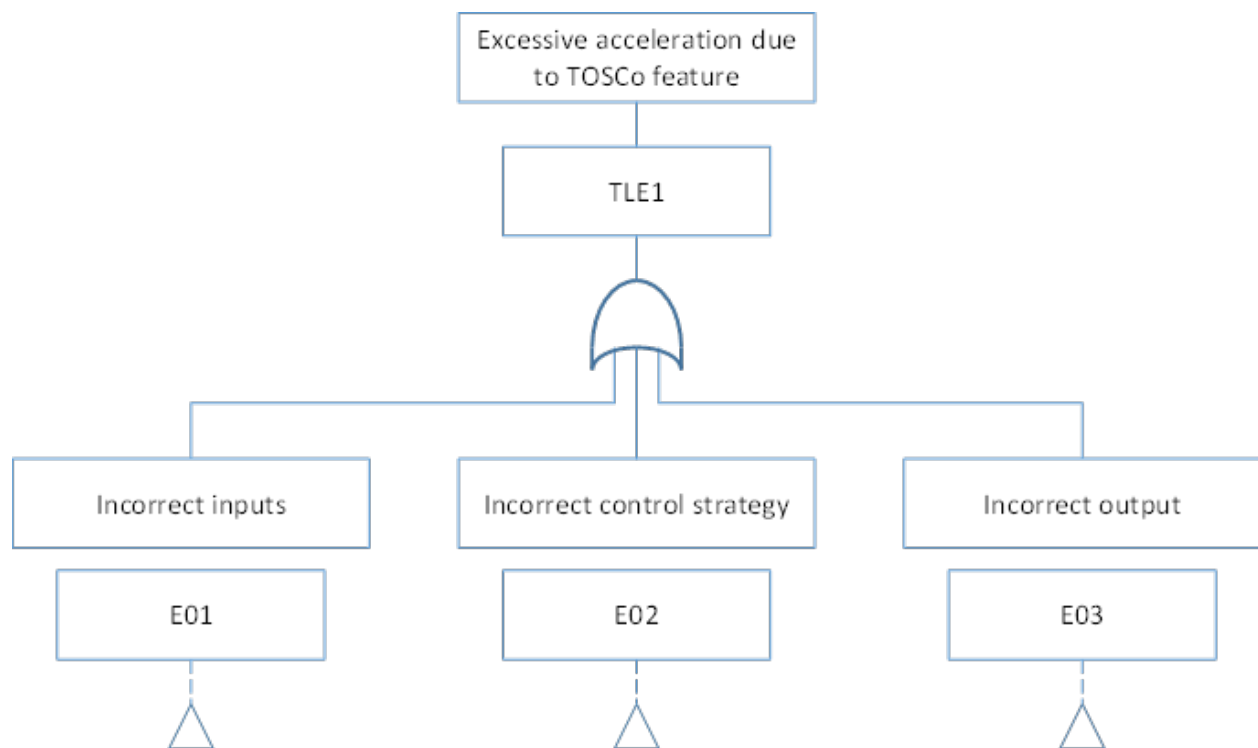 Excessive acceleration due
to TOSCo feature
TLE1
Incorrect inputs
Incorrect control strategy
Incorrect output
E01
E02
E03